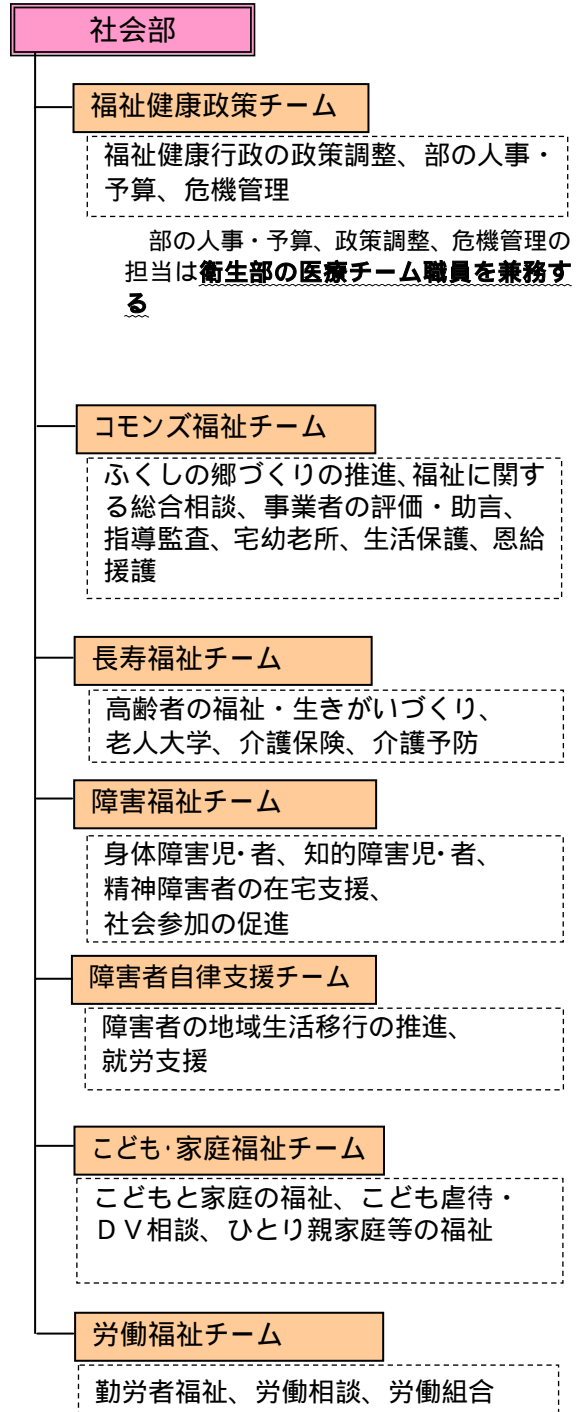 社会部
福祉健康政策チーム
福祉健康行政の政策調整、部の人事・
予算、危機管理
部の人事・予算、政策調整、危機管理の
担当は衛生部の医療チーム職員を兼務す
る
コモンズ福祉チーム
ふくしの郷づくりの推進、福祉に関す
る総合相談、事業者の評価・助言、
指導監査、宅幼老所、生活保護、恩給
援護
長寿福祉チーム
高齢者の福祉・生きがいづくり、
老人大学、介護保険、介護予防
障害福祉チーム
身体障害児・者、知的障害児・者、
精神障害者の在宅支援、
社会参加の促進
障害者自律支援チーム
障害者の地域生活移行の推進、
就労支援
こども・家庭福祉チーム
こどもと家庭の福祉、こども虐待・
ＤＶ相談、ひとり親家庭等の福祉
労働福祉チーム
勤労者福祉、労働相談、労働組合